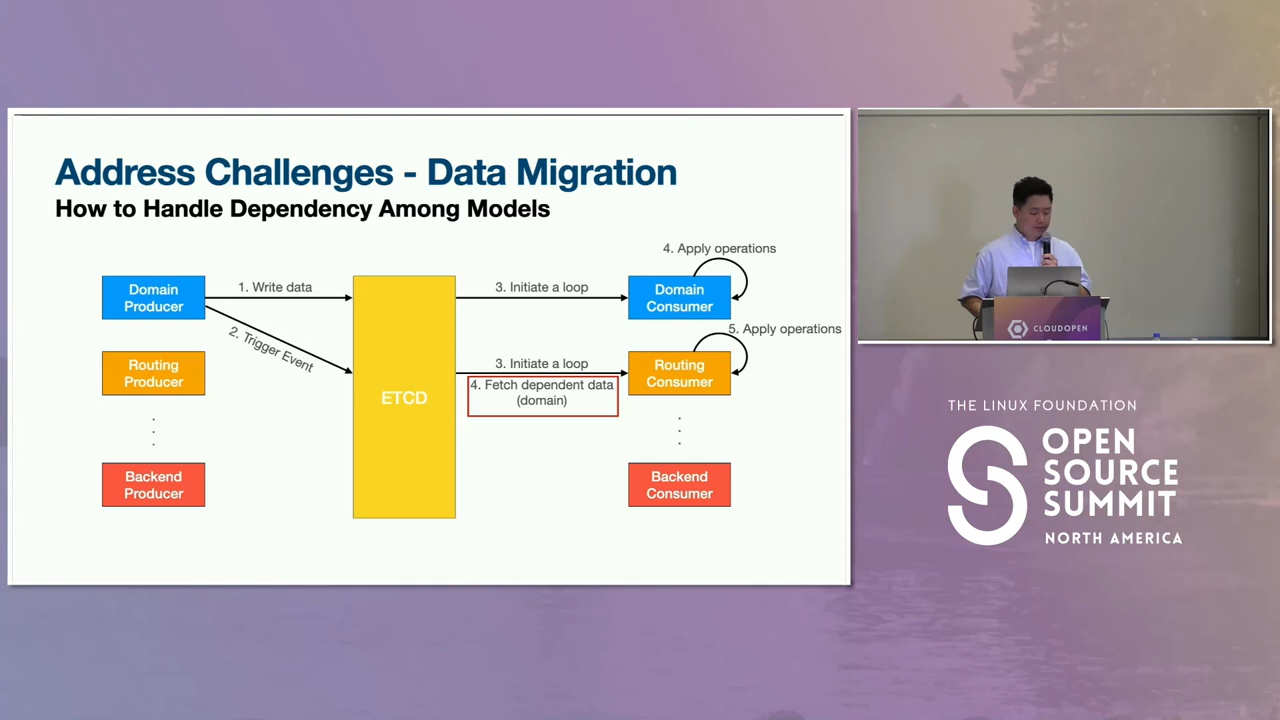 Address Challenges - Data Migration
How to Handle Dependency Among Models
4. Apply operations
Domain
Producer
1. Write data
3. Initiate a loop
Domain
Consumer
2. Trigger Event
5. Apply operations
Routing
Producer
ETCD
3. Initiate a loop
4. Fetch dependent data
(domain)
Routing
Consumer
Backend
Producer
Backend
Consumer
CLOUDOPEN
THE LINUX FOUNDATION
OPEN
SOURCE
SUMMIT
NORTH AMERICA